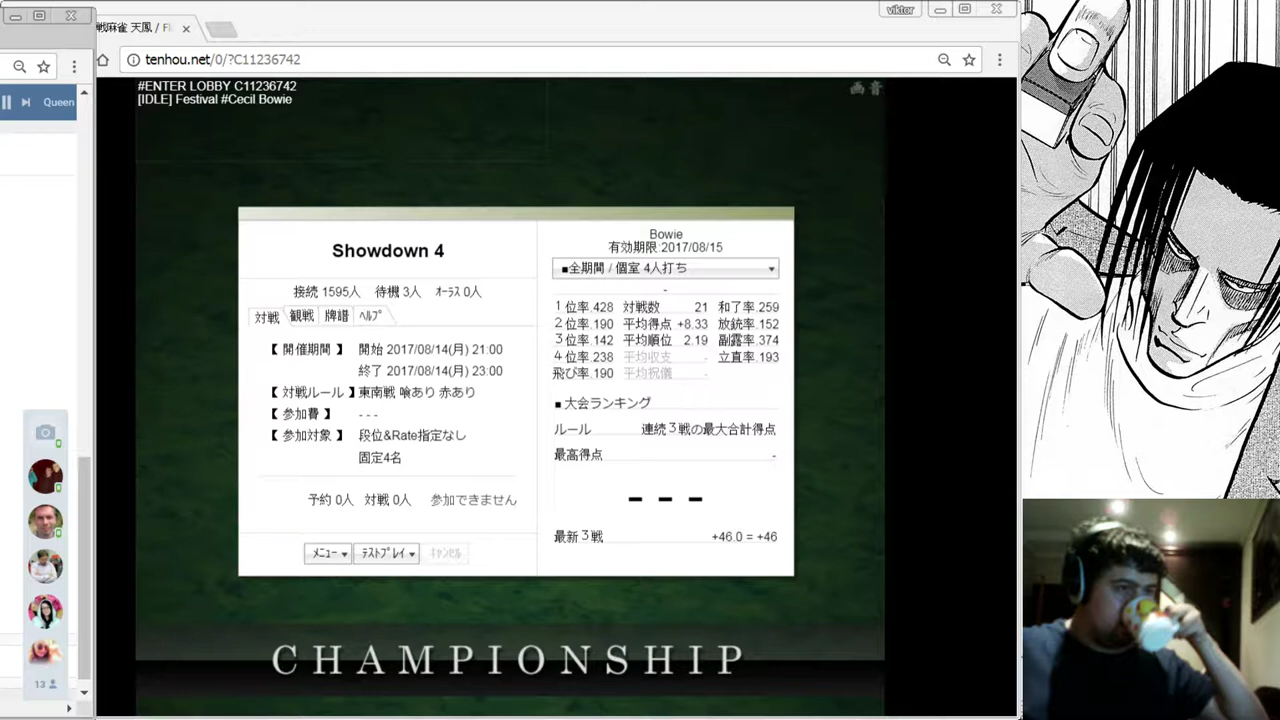 戦麻雀 天鳳 / Fl
viktor
tenhou.net/0/?C11236742
Queen
#ENTER LOBBY C11236742
[IDLE] Festival #Cecil Bowie
Showdown 4
接続 1595人 待機 3人 ｵｰﾗｽ 0人
対戦 観戦 牌譜 ﾍﾙﾌﾟ
【 開催期間 】 開始 2017/08/14(月) 21:00
終了 2017/08/14(月) 23:00
【 対戦ルール 】 東南戦 喰あり 赤あり
【 参加費 】 - - -
【 参加対象 】 段位&Rate指定なし
固定4名
予約 0人 対戦 0人 参加できません
ﾒﾆｭｰ ﾃｽﾄﾌﾟﾚｲ ｷｬﾝｾﾙ
Bowie
有効期限:2017/08/15
■全期間 / 個室 4人打ち
-
1位率.428 対戦数 21 和了率.259
2位率.190 平均得点 +8.33 放銃率.152
3位率.142 平均順位 2.19 副露率.374
4位率.238 平均収支 - 立直率.193
飛び率.190 平均祝儀 -
■ 大会ランキング
ルール 連続3戦の最大合計得点
最高得点 -
– – –
最新3戦 +46.0 = +46
画 音
CHAMPIONSHIP
13